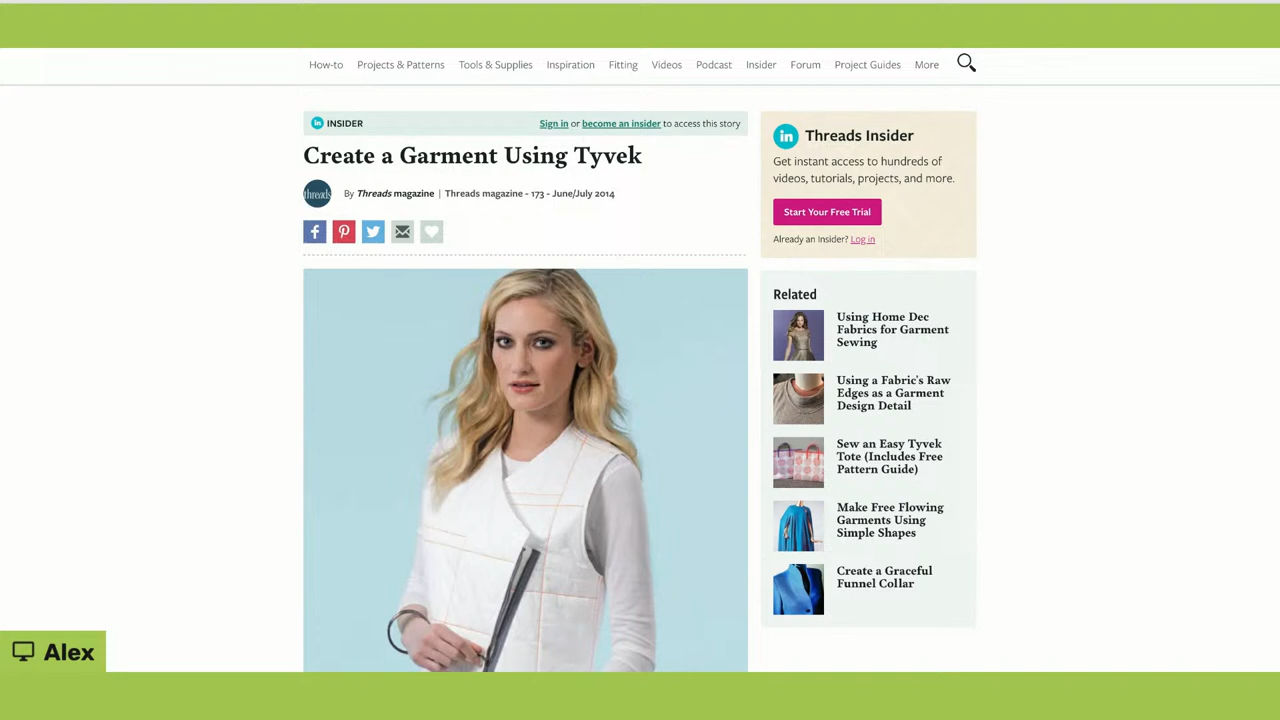 How-to Projects & Patterns Tools & Supplies Inspiration Fitting Videos Podcast Insider Forum Project Guides More
in INSIDER Sign in or become an insider to access this story
Create a Garment Using Tyvek
threads By Threads magazine | Threads magazine - 173 - June/July 2014
in Threads Insider
Get instant access to hundreds of
videos, tutorials, projects, and more.
Start Your Free Trial
Already an Insider? Log in
Related
Using Home Dec
Fabrics for Garment
Sewing
Using a Fabric's Raw
Edges as a Garment
Design Detail
Sew an Easy Tyvek
Tote (Includes Free
Pattern Guide)
Make Free Flowing
Garments Using
Simple Shapes
Create a Graceful
Funnel Collar
Alex